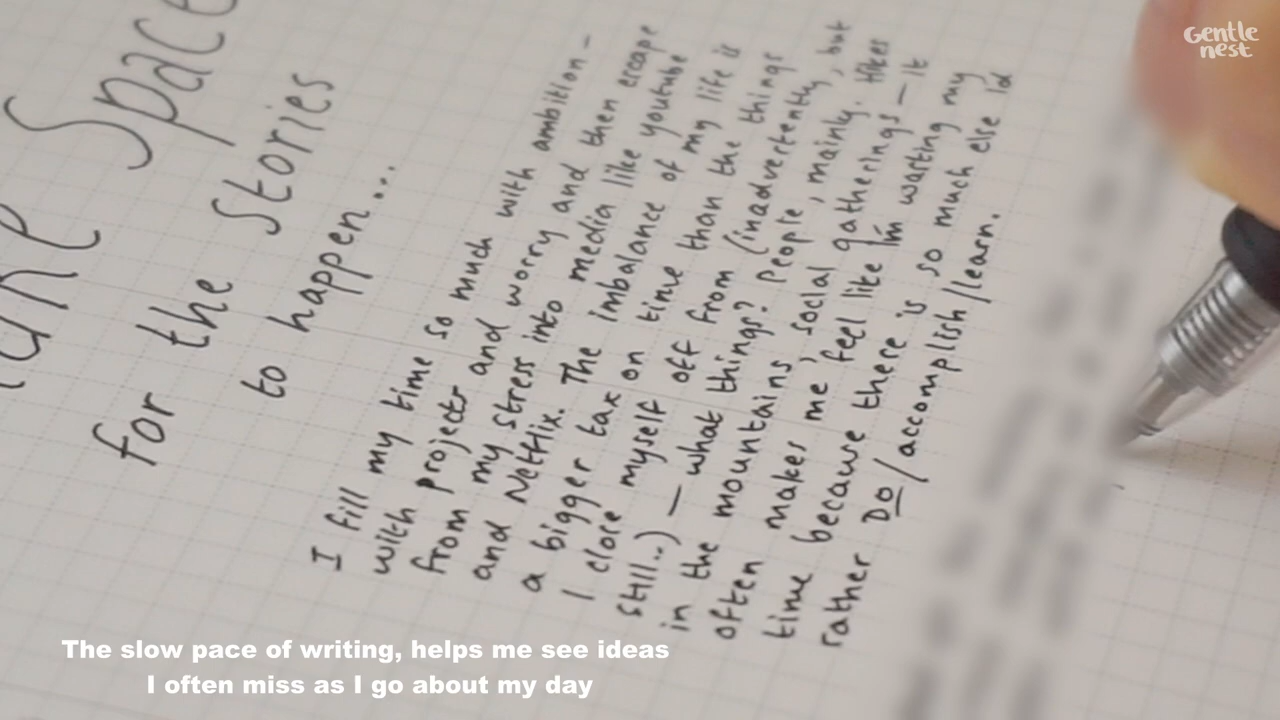 Space
for the Stories
to happen...
I fill my time so much with ambition –
with projects and worry and then escape
from my stress into media like youtube
and Netflix. The imbalance of my life is
a bigger tax on time than the things
I close myself off from (inadvertently, but
still..) — what things? People, mainly. Hikes
in the mountains, social gatherings — it
often makes me feel like I'm wasting my
time because there is so much else I'd
rather DO/accomplish/learn.
Gentle
nest
The slow pace of writing, helps me see ideas
I often miss as I go about my day